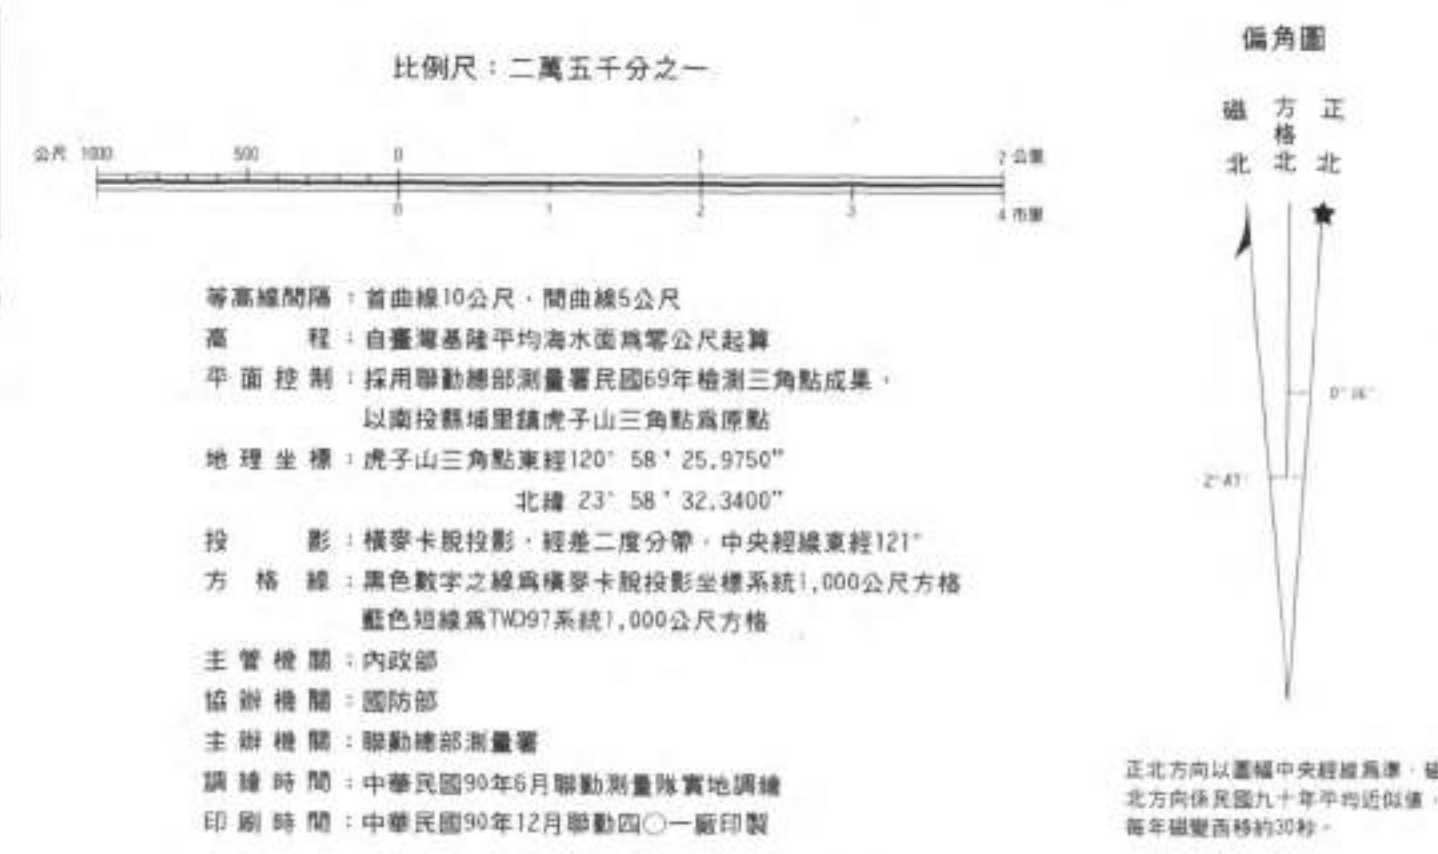 比例尺：二萬五千分之一
公尺 1000 500 0 1 2 公里
0 1 2 3 4 市里
等高線間隔：首曲線10公尺．間曲線5公尺
高程：自臺灣基隆平均海水面為零公尺起算
平面控制：採用聯勤總部測量署民國69年檢測三角點成果，
以南投縣埔里鎮虎子山三角點為原點
地理坐標：虎子山三角點東經120° 58' 25.9750"
北緯 23° 58' 32.3400"
投影：橫麥卡脫投影．經差二度分帶．中央經線東經121°
方格線：黑色數字之線為橫麥卡脫投影坐標系統1,000公尺方格
藍色短線為TWD97系統1,000公尺方格
主管機關：內政部
協辦機關：國防部
主辦機關：聯勤總部測量署
調繪時間：中華民國90年6月聯勤測量隊實地調繪
印刷時間：中華民國90年12月聯勤四〇一廠印製
偏角圖
磁北 方格北 正北
正北方向以圖幅中央經線為準．磁
北方向係民國九十年平均近似值，
每年磁變西移約30秒。